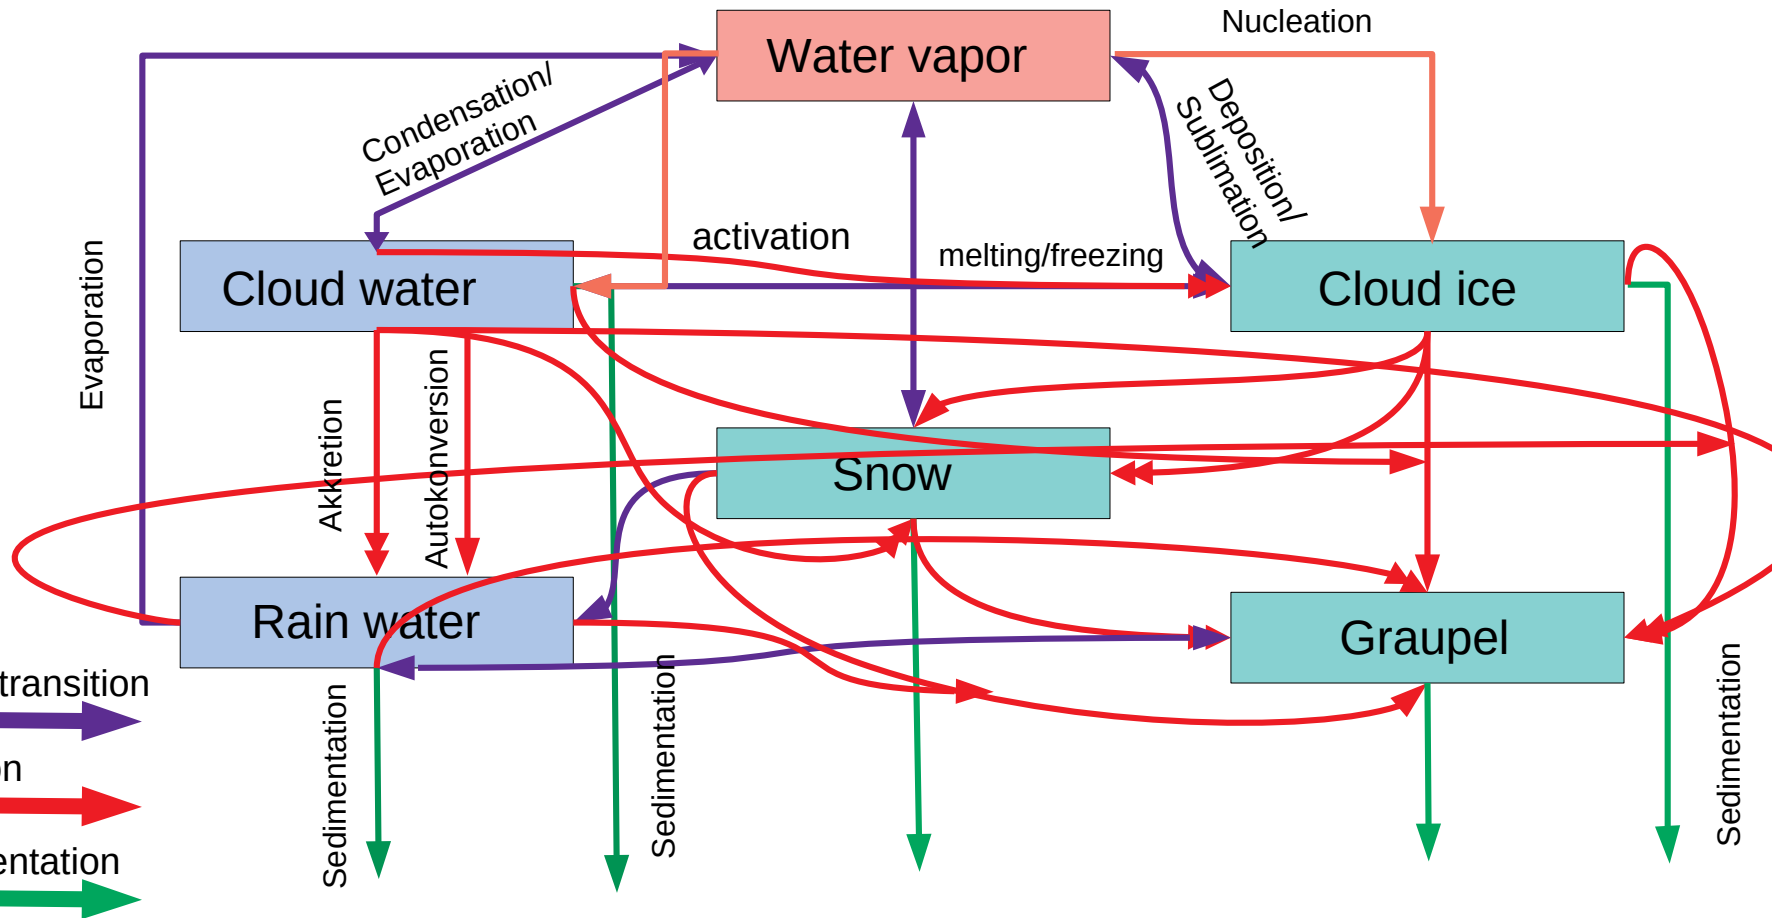 Nucleation
Water vapor
Condensation/
Evaporation
Deposition/
Sublimation
activation
melting/freezing
Evaporation
Cloud water
Cloud ice
Akkretion
Autokonversion
Snow
Rain water
Graupel
transition
Sedimentation
Sedimentation
Sedimentation
on
entation